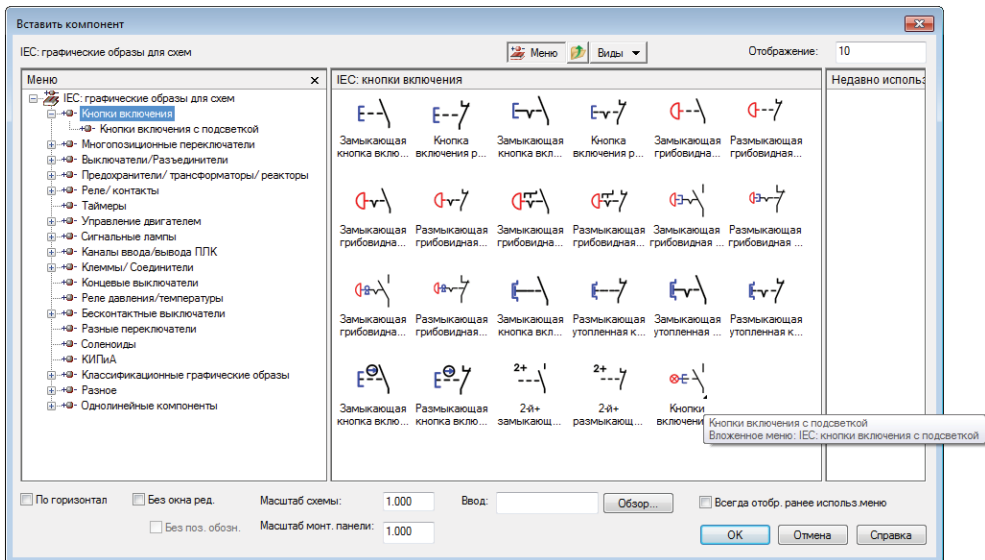 Вставить компонент
IEC: графические образы для схем
Меню
Виды
Отображение:
10
Меню
x
IEC: графические образы для схем
Кнопки включения
Кнопки включения с подсветкой
Многопозиционные переключатели
Выключатели/Разъединители
Предохранители/ трансформаторы/ реакторы
Реле/ контакты
Таймеры
Управление двигателем
Сигнальные лампы
Каналы ввода/вывода ПЛК
Клеммы/ Соединители
Концевые выключатели
Реле давления/температуры
Бесконтактные выключатели
Разные переключатели
Соленоиды
КИПиА
Классификационные графические образы
Разное
Однолинейные компоненты
IEC: кнопки включения
Замыкающая Кнопка Замыкающая Кнопка Замыкающая Размыкающая
кнопка вклю... включения р... кнопка вкл... включения р... грибовидна... грибовидная...
Замыкающая Размыкающая Замыкающая Размыкающая Замыкающая Размыкающая
грибовидна... грибовидная... грибовидна... грибовидная... грибовидная ... грибовидная ...
Замыкающая Размыкающая Замыкающая Размыкающая Замыкающая Размыкающая
грибовидна... грибовидная... кнопка вкл... утопленная к... утопленная ... утопленная к...
2+ 2+
Замыкающая Размыкающая 2-й+ 2-й+ Кнопки
кнопка вклю... кнопка вклю... замыкающ... размыкающ... включени
Недавно использ
Кнопки включения с подсветкой
Вложенное меню: IEC: кнопки включения с подсветкой
По горизонтал
Без окна ред.
Масштаб схемы:
1.000
Ввод:
Обзор...
Всегда отобр. ранее использ.меню
Без поз. обозн.
Масштаб монт. панели:
1.000
OK
Отмена
Справка